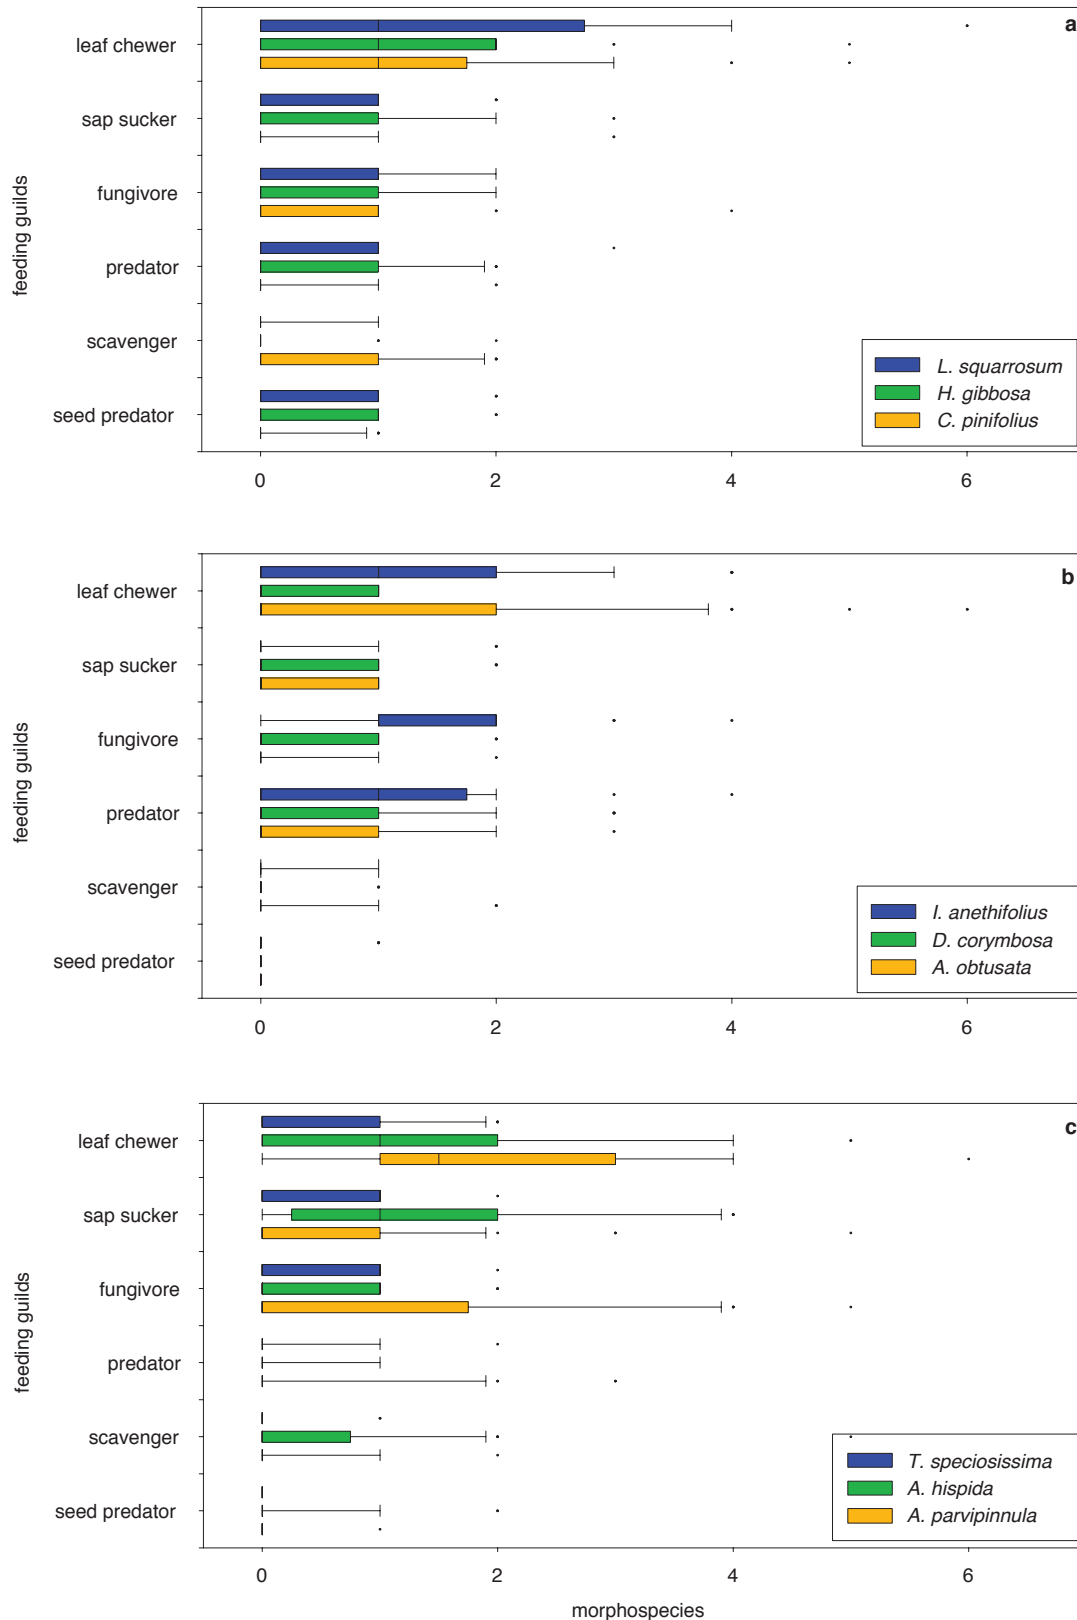 a
leaf chewer
sap sucker
fungivore
predator
scavenger
seed predator
feeding guilds
L. squarrosum
H. gibbosa
C. pinifolius
0 2 4 6
b
leaf chewer
sap sucker
fungivore
predator
scavenger
seed predator
feeding guilds
I. anethifolius
D. corymbosa
A. obtusata
0 2 4 6
c
leaf chewer
sap sucker
fungivore
predator
scavenger
seed predator
feeding guilds
T. speciosissima
A. hispida
A. parvipinnula
0 2 4 6
morphospecies